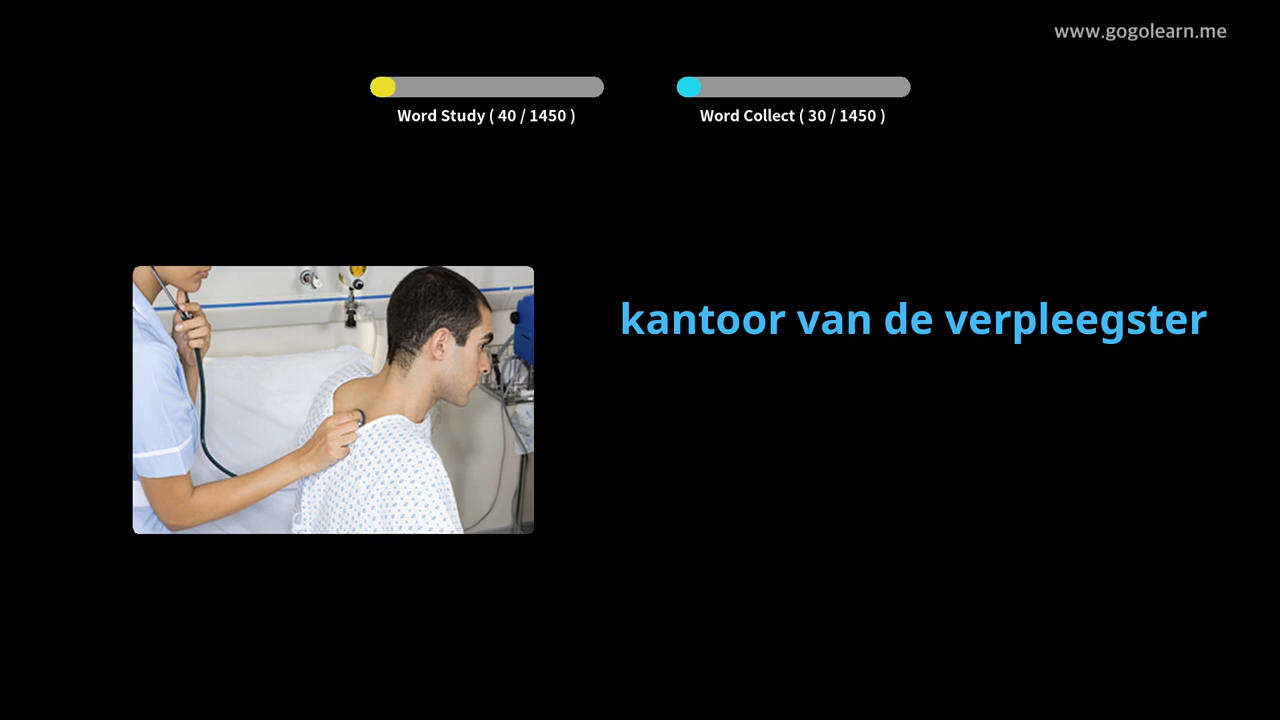 www.gogolearn.me
Word Study ( 40 / 1450 )
Word Collect ( 30 / 1450 )
kantoor van de verpleegster